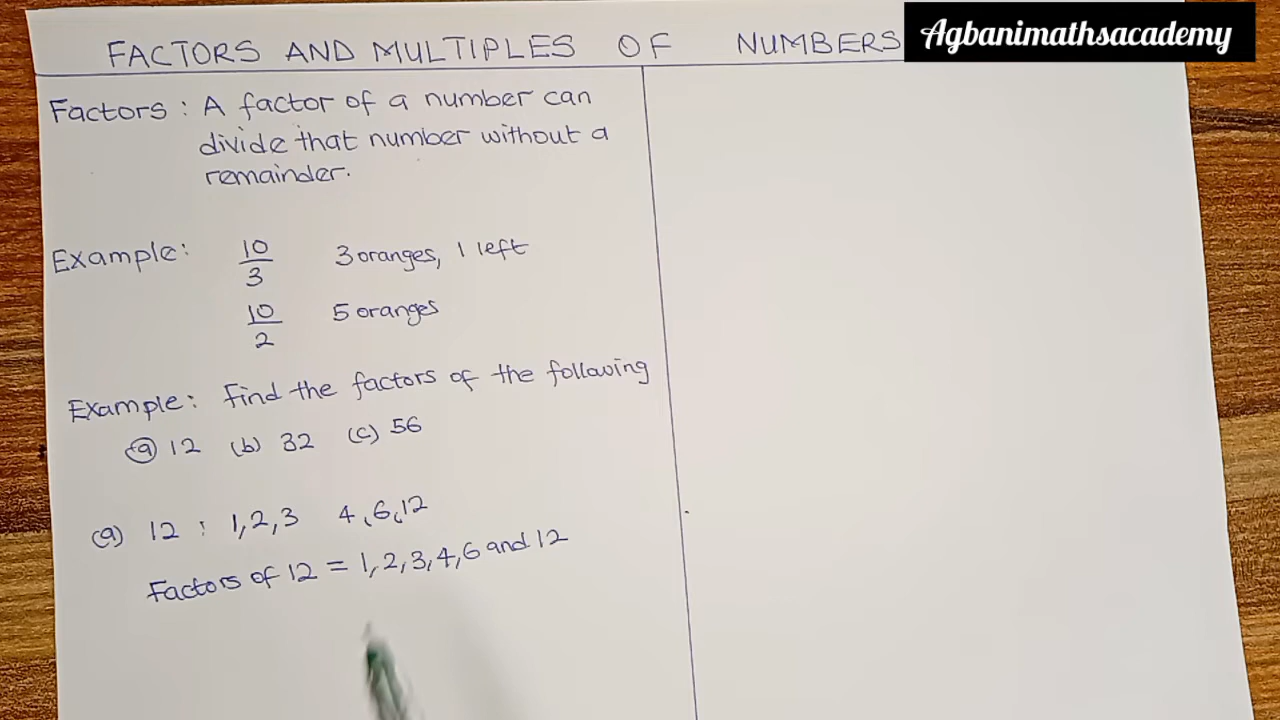 Agbanimathsacademy
FACTORS AND MULTIPLES OF NUMBERS
Factors : A factor of a number can
divide that number without a
remainder.
Example: 10/3 3 oranges, 1 left
10/2 5 oranges
Example: Find the factors of the following
(a) 12 (b) 32 (c) 56
(a) 12 : 1,2,3 4,6,12
Factors of 12 = 1,2,3,4,6 and 12